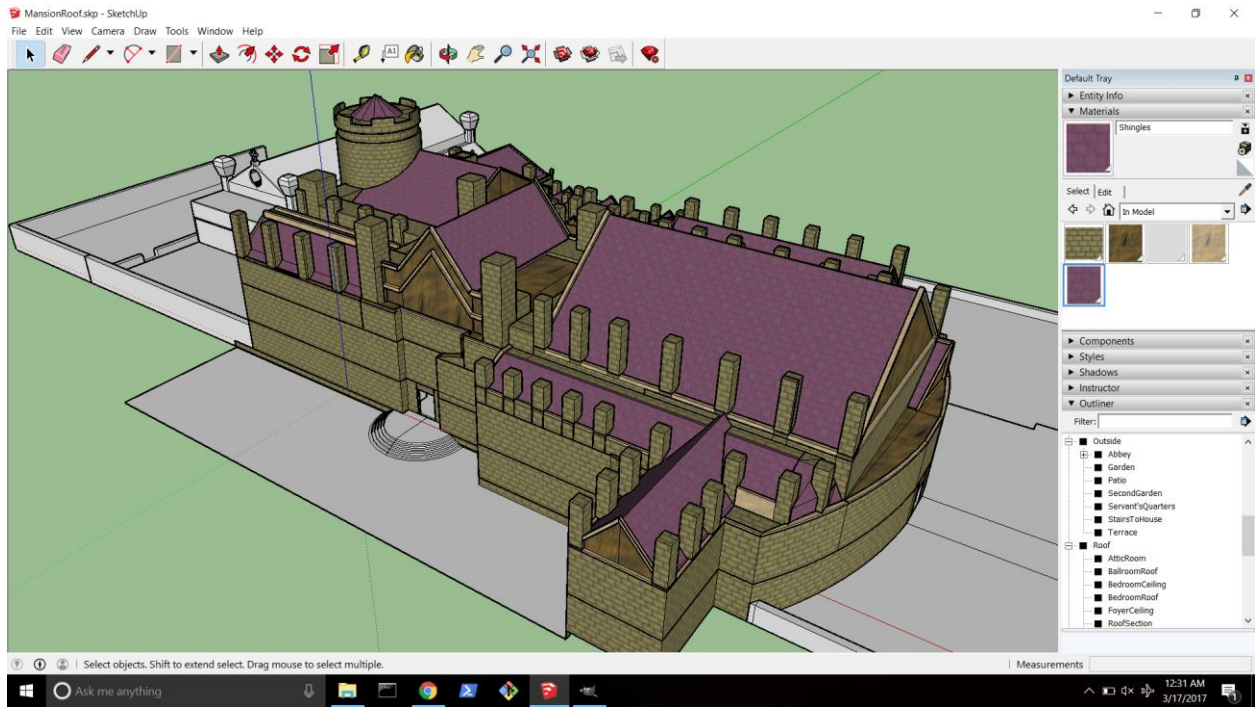 MansionRoof.skp - SketchUp
File Edit View Camera Draw Tools Window Help
A1
Default Tray
Entity Info
Materials
Shingles
Select Edit
In Model
Components
Styles
Shadows
Instructor
Outliner
Filter:
Outside
Abbey
Garden
Patio
SecondGarden
Servant'sQuarters
StairsToHouse
Terrace
Roof
AtticRoom
BallroomRoof
BedroomCeiling
BedroomRoof
FoyerCeiling
RoofSection
Select objects. Shift to extend select. Drag mouse to select multiple.
Measurements
Ask me anything
12:31 AM
3/17/2017
1